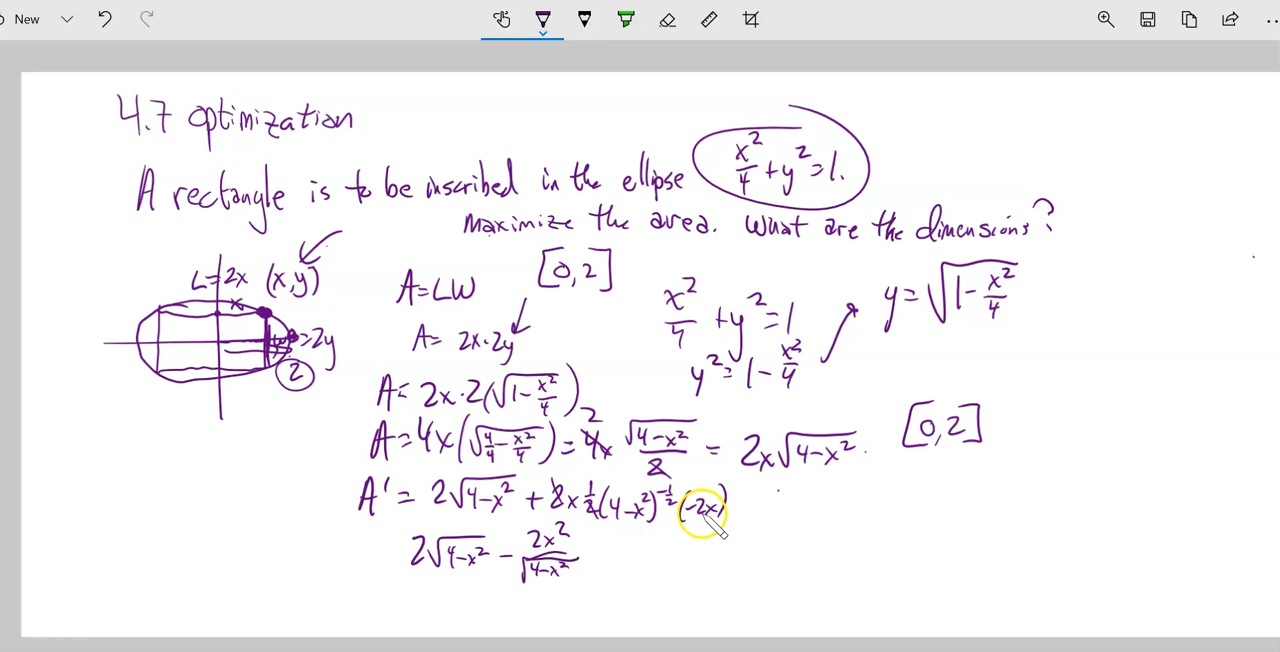 New
4.7 optimization
A rectangle is to be inscribed in the ellipse x²/4 + y² = 1.
Maximize the area. What are the dimensions?
L = 2x (x,y)
x
= 2y
2
A = LW [0,2]
A = 2x·2y
x²/4 + y² = 1
y² = 1 - x²/4
y = √(1 - x²/4)
A = 2x·2(√(1 - x²/4))
A = 4x(√(4/4 - x²/4)) = 4x √(4-x²)/2 = 2x√(4-x²). [0,2]
2
A' = 2√(4-x²) + 2x ½(4-x²)^(-½)(-2x)
2√(4-x²) - 2x²/√(4-x²)